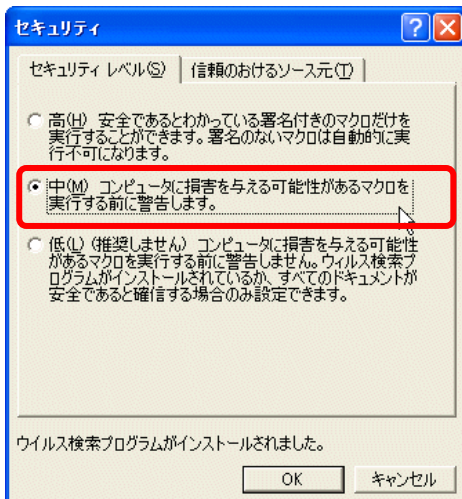 セキュリティ
セキュリティ レベル(S)
信頼のおけるソース元(T)
高(H) 安全であるとわかっている署名付きのマクロだけを
実行することができます。署名のないマクロは自動的に実
行不可になります。
中(M) コンピュータに損害を与える可能性があるマクロを
実行する前に警告します。
低(L) (推奨しません) コンピュータに損害を与える可能性
があるマクロを実行する前に警告しません。ウィルス検索プ
ログラムがインストールされているか、すべてのドキュメントが
安全であると確信する場合のみ設定できます。
ウイルス検索プログラムがインストールされました。
OK
キャンセル